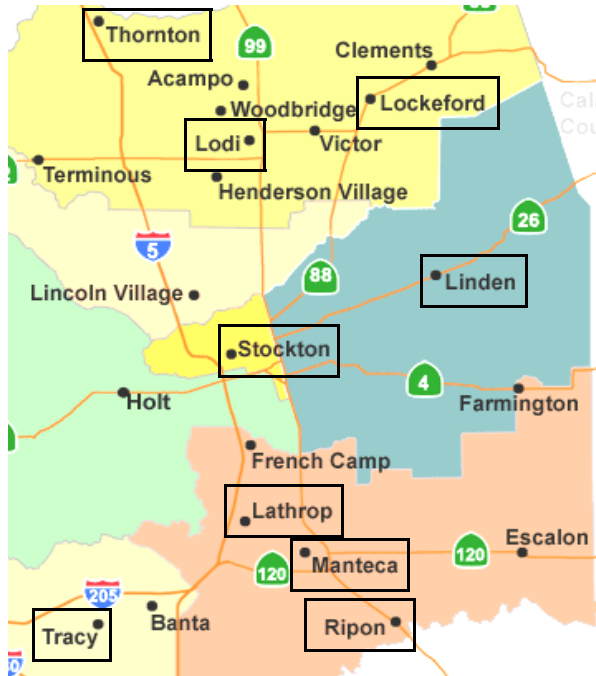 Thornton
99
Clements
Acampo
Lockeford
Woodbridge
Lodi
Victor
Terminous
Henderson Village
26
5
88
Lincoln Village
Linden
Stockton
4
Holt
Farmington
French Camp
Lathrop
Escalon
120
Manteca
120
205
Banta
Ripon
Tracy